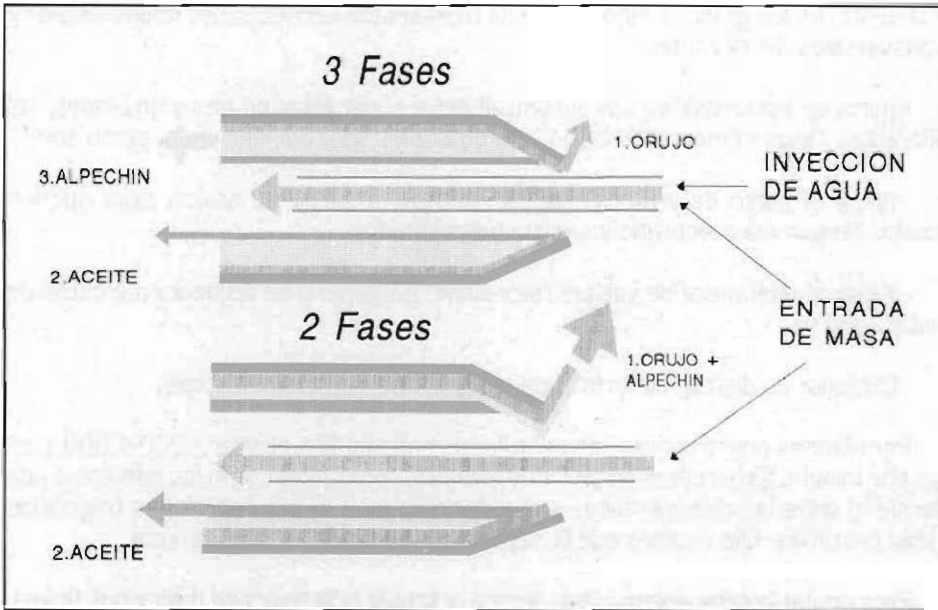 3 Fases
1.ORUJO
INYECCION
DE AGUA
3.ALPECHIN
2.ACEITE
ENTRADA
DE MASA
2 Fases
1.ORUJO +
ALPECHIN
2.ACEITE